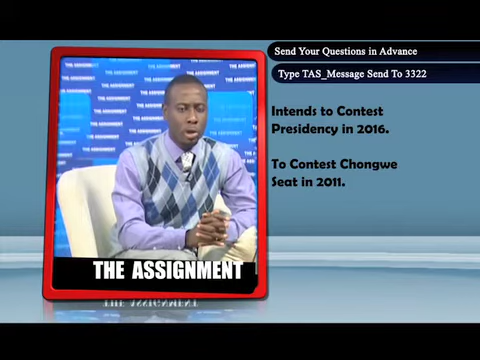 Send Your Questions in Advance
Type TAS_Message Send To 3322
Intends to Contest
Presidency in 2016.
To Contest Chongwe
Seat in 2011.
THE ASSIGNMENT